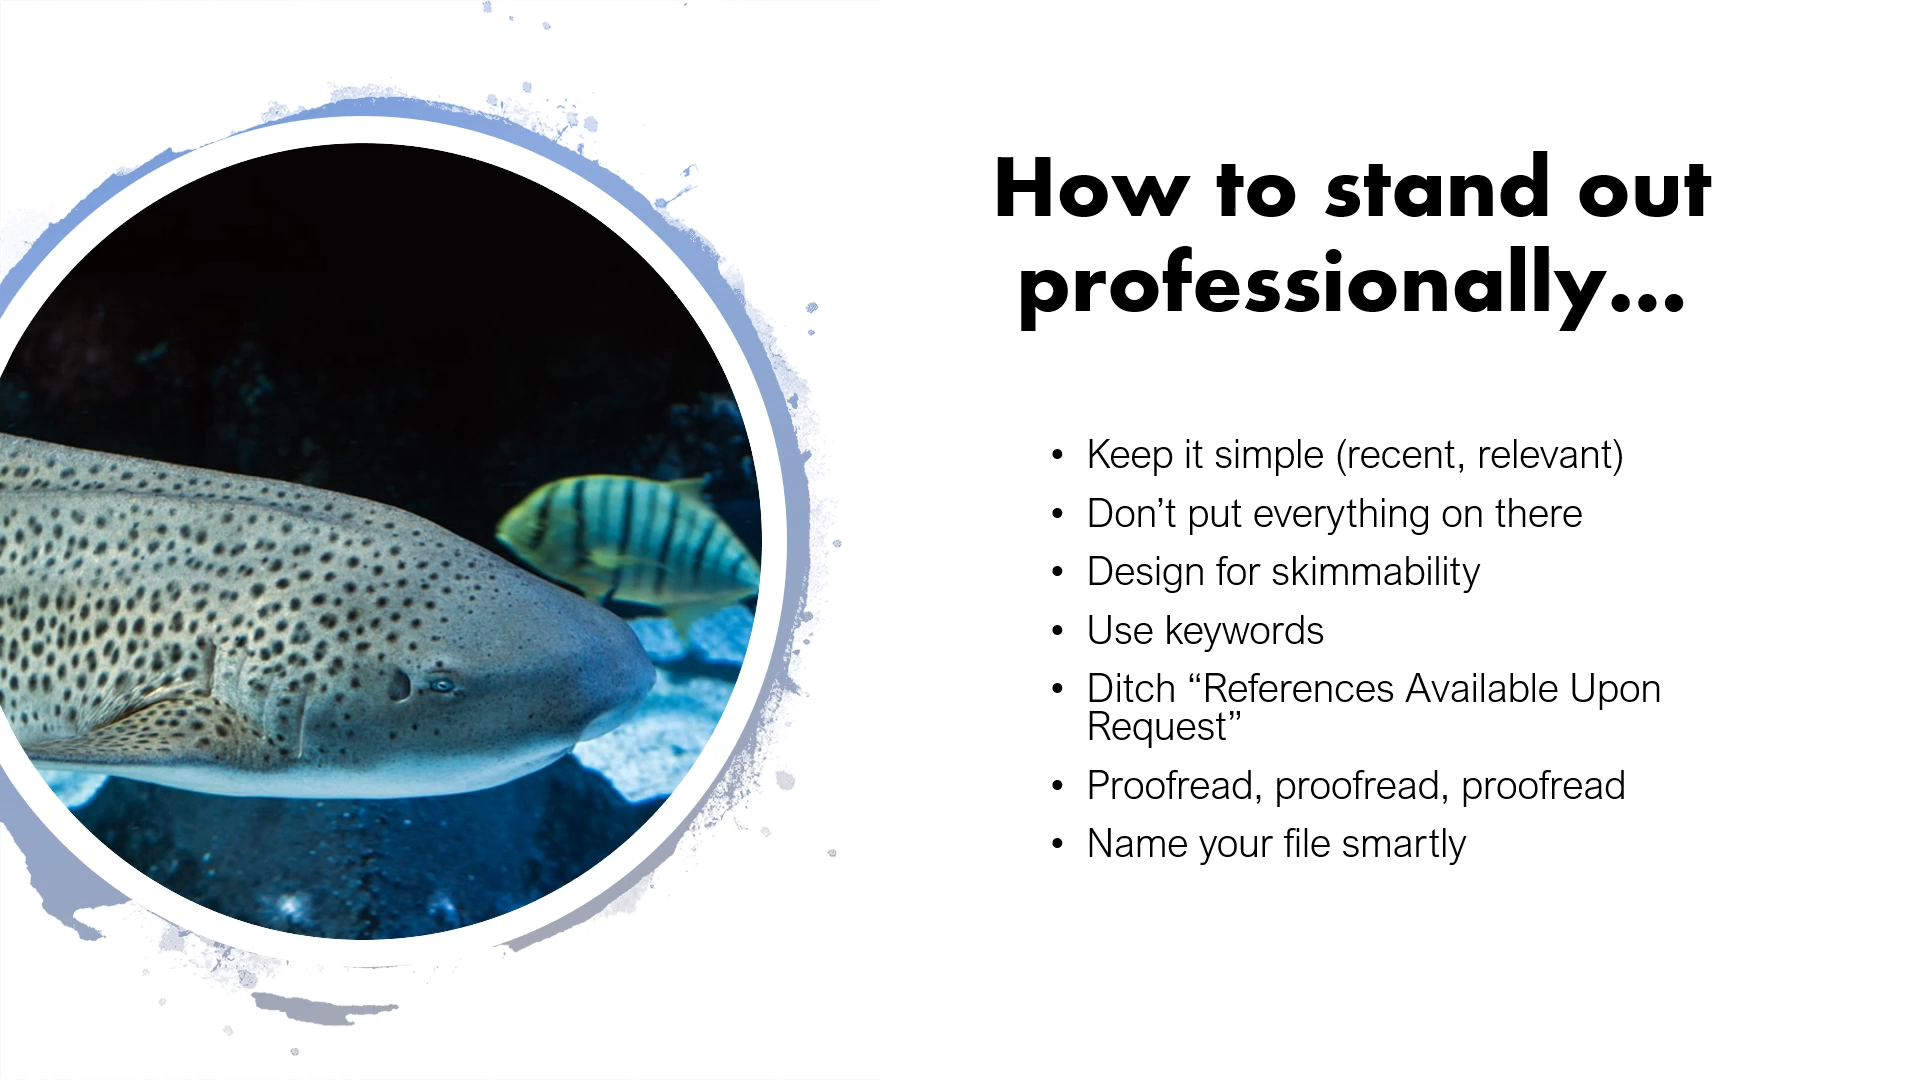 How to stand out
professionally...
• Keep it simple (recent, relevant)
• Don’t put everything on there
• Design for skimmability
• Use keywords
• Ditch “References Available Upon
Request”
• Proofread, proofread, proofread
• Name your file smartly